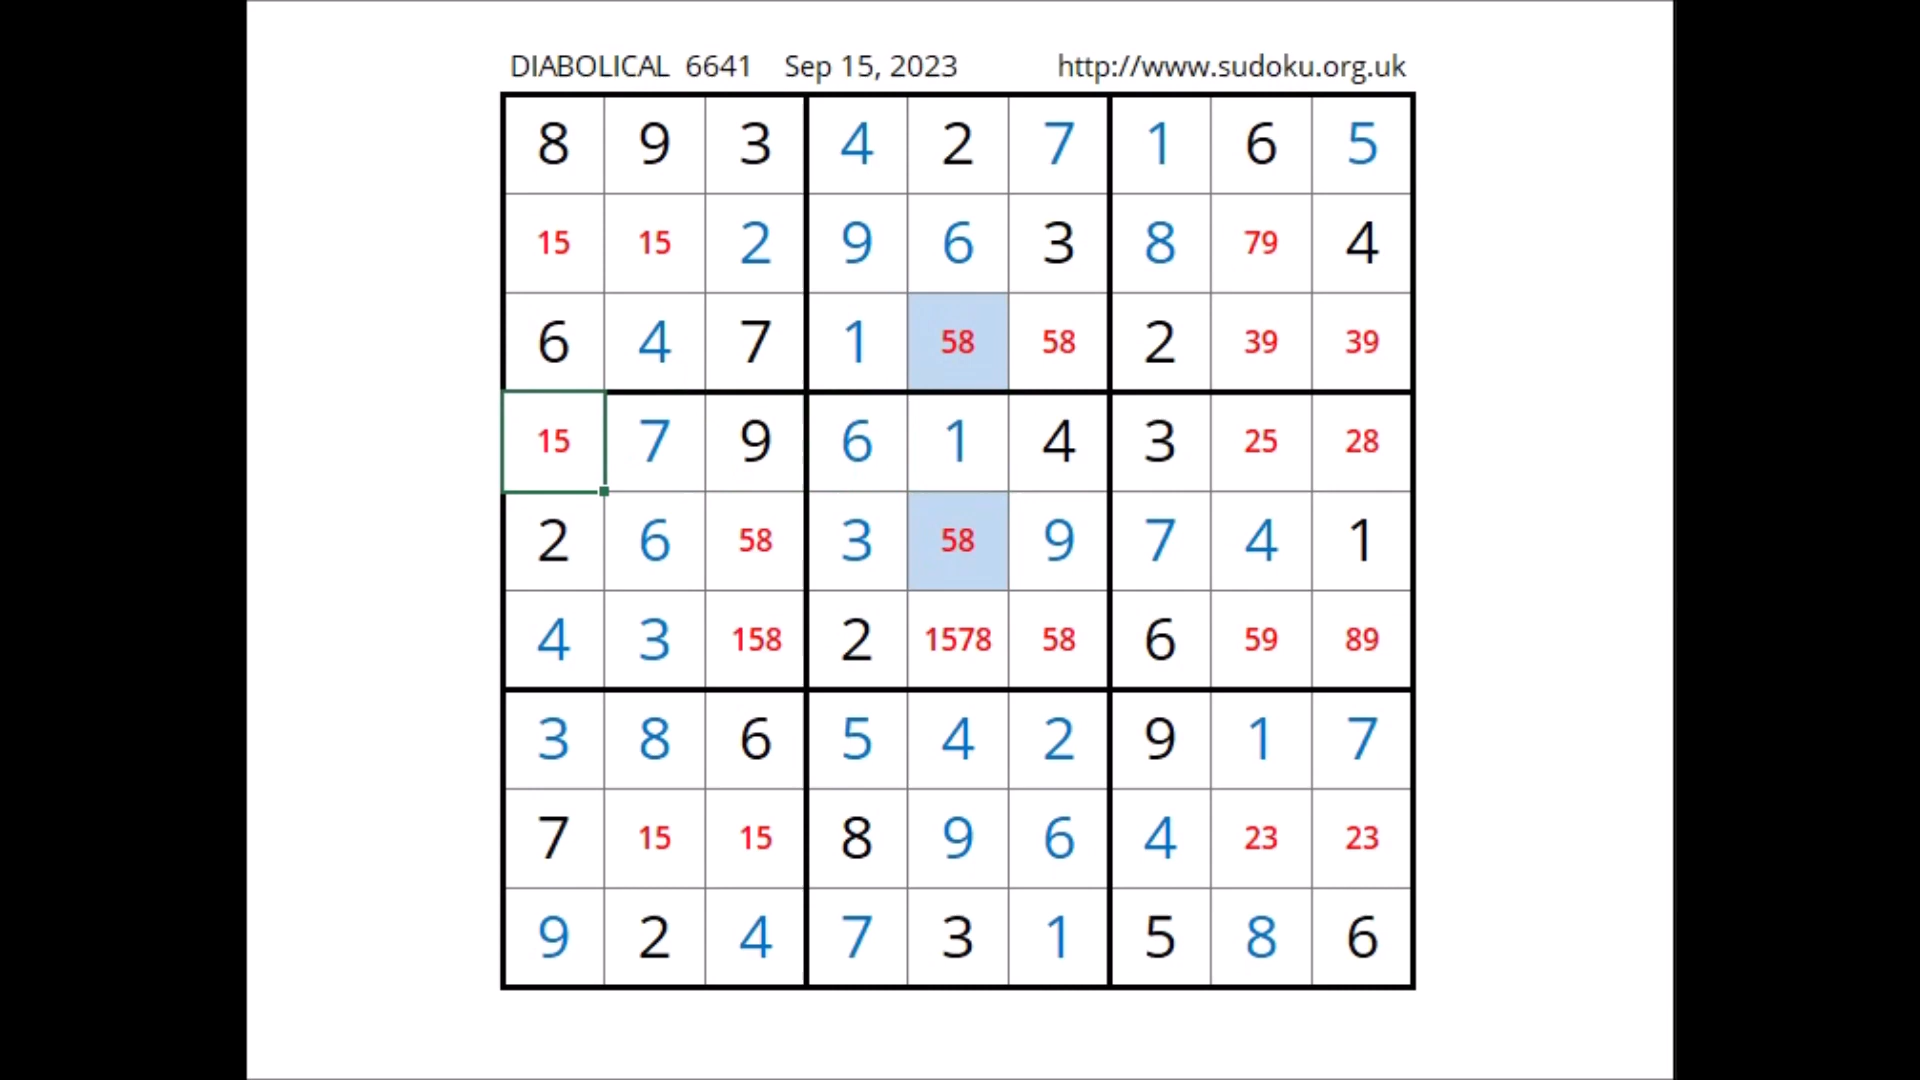 DIABOLICAL 6641 Sep 15, 2023 http://www.sudoku.org.uk
8 9 3 4 2 7 1 6 5
15 15 2 9 6 3 8 79 4
6 4 7 1 58 58 2 39 39
15 7 9 6 1 4 3 25 28
2 6 58 3 58 9 7 4 1
4 3 158 2 1578 58 6 59 89
3 8 6 5 4 2 9 1 7
7 15 15 8 9 6 4 23 23
9 2 4 7 3 1 5 8 6